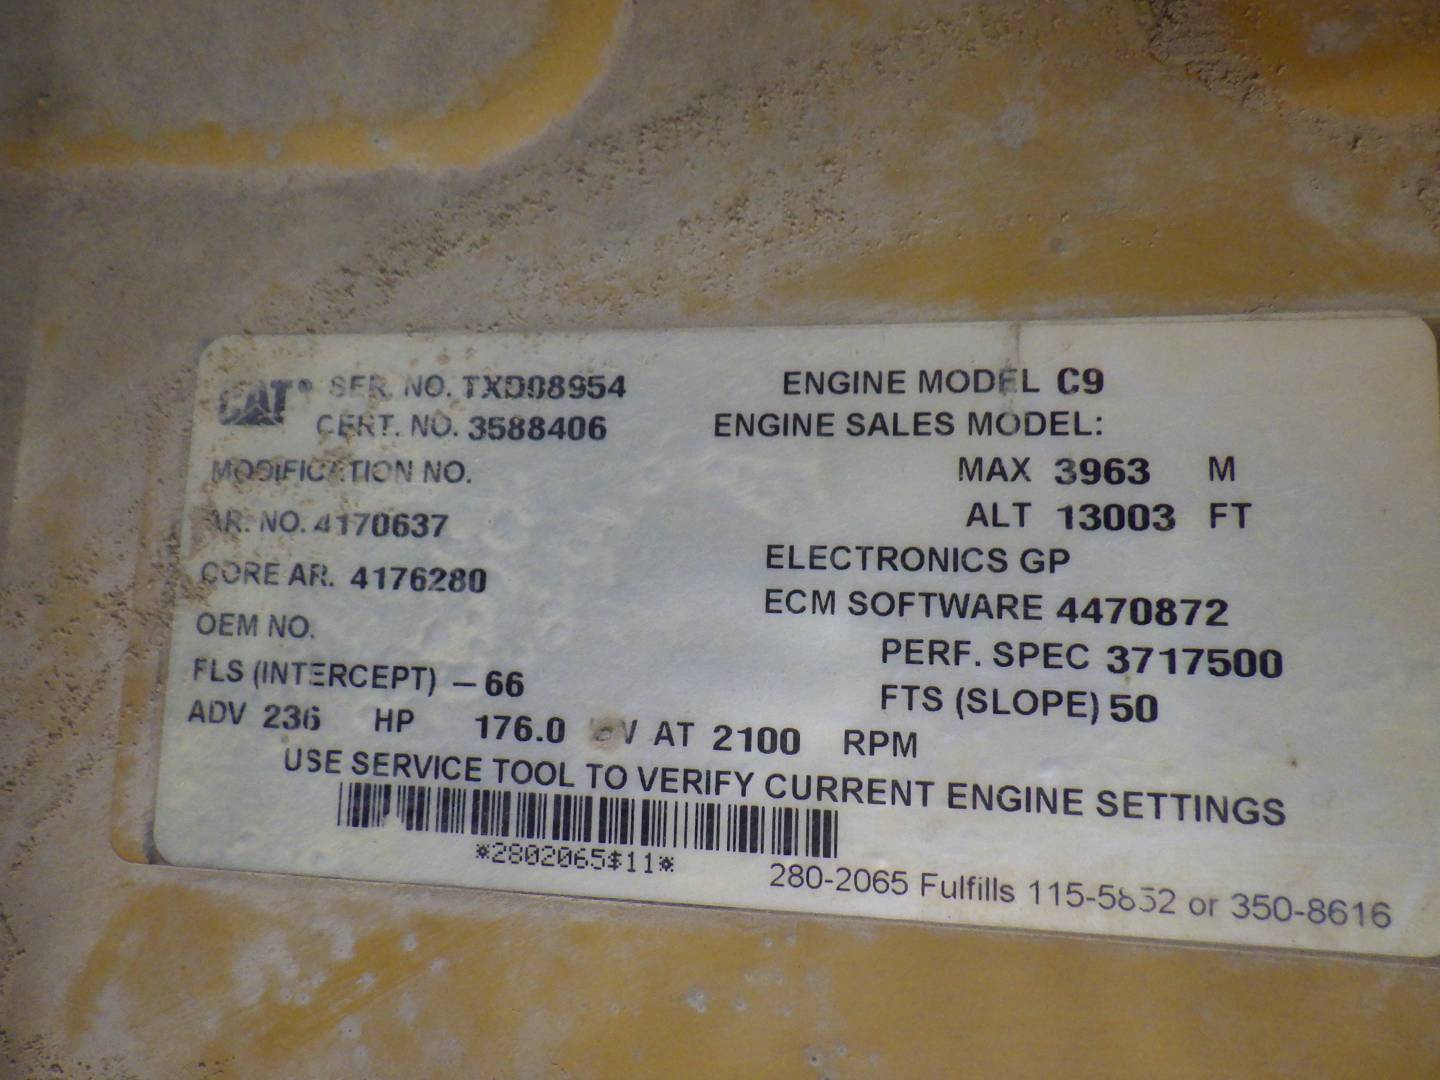 CAT® SER. NO. TXD08954 ENGINE MODEL C9
CERT. NO. 3588406 ENGINE SALES MODEL:
MODIFICATION NO. MAX 3963 M
AR. NO. 4170637 ALT 13003 FT
CORE AR. 4176280 ELECTRONICS GP
ECM SOFTWARE 4470872
OEM NO. PERF. SPEC 3717500
FLS (INTERCEPT) -66 FTS (SLOPE) 50
ADV 236 HP 176.0 AT 2100 RPM
USE SERVICE TOOL TO VERIFY CURRENT ENGINE SETTINGS
*2802065$11*
280-2065 Fulfills or 350-8616